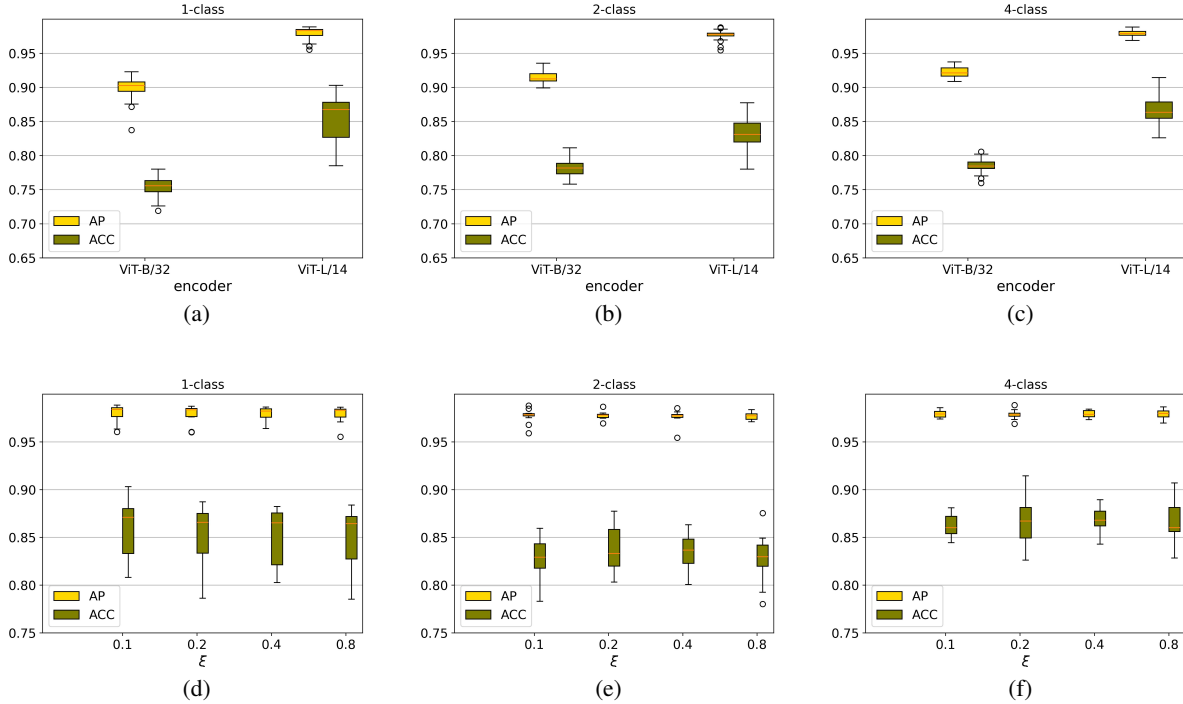 1-class
0.95
0.90
0.85
0.80
0.75
0.70
0.65
AP
ACC
ViT-B/32 ViT-L/14
encoder
(a)
2-class
0.95
0.90
0.85
0.80
0.75
0.70
0.65
AP
ACC
ViT-B/32 ViT-L/14
encoder
(b)
4-class
0.95
0.90
0.85
0.80
0.75
0.70
0.65
AP
ACC
ViT-B/32 ViT-L/14
encoder
(c)
1-class
0.95
0.90
0.85
0.80
0.75
AP
ACC
0.1 0.2 0.4 0.8
ξ
(d)
2-class
0.95
0.90
0.85
0.80
0.75
AP
ACC
0.1 0.2 0.4 0.8
ξ
(e)
4-class
0.95
0.90
0.85
0.80
0.75
AP
ACC
0.1 0.2 0.4 0.8
ξ
(f)